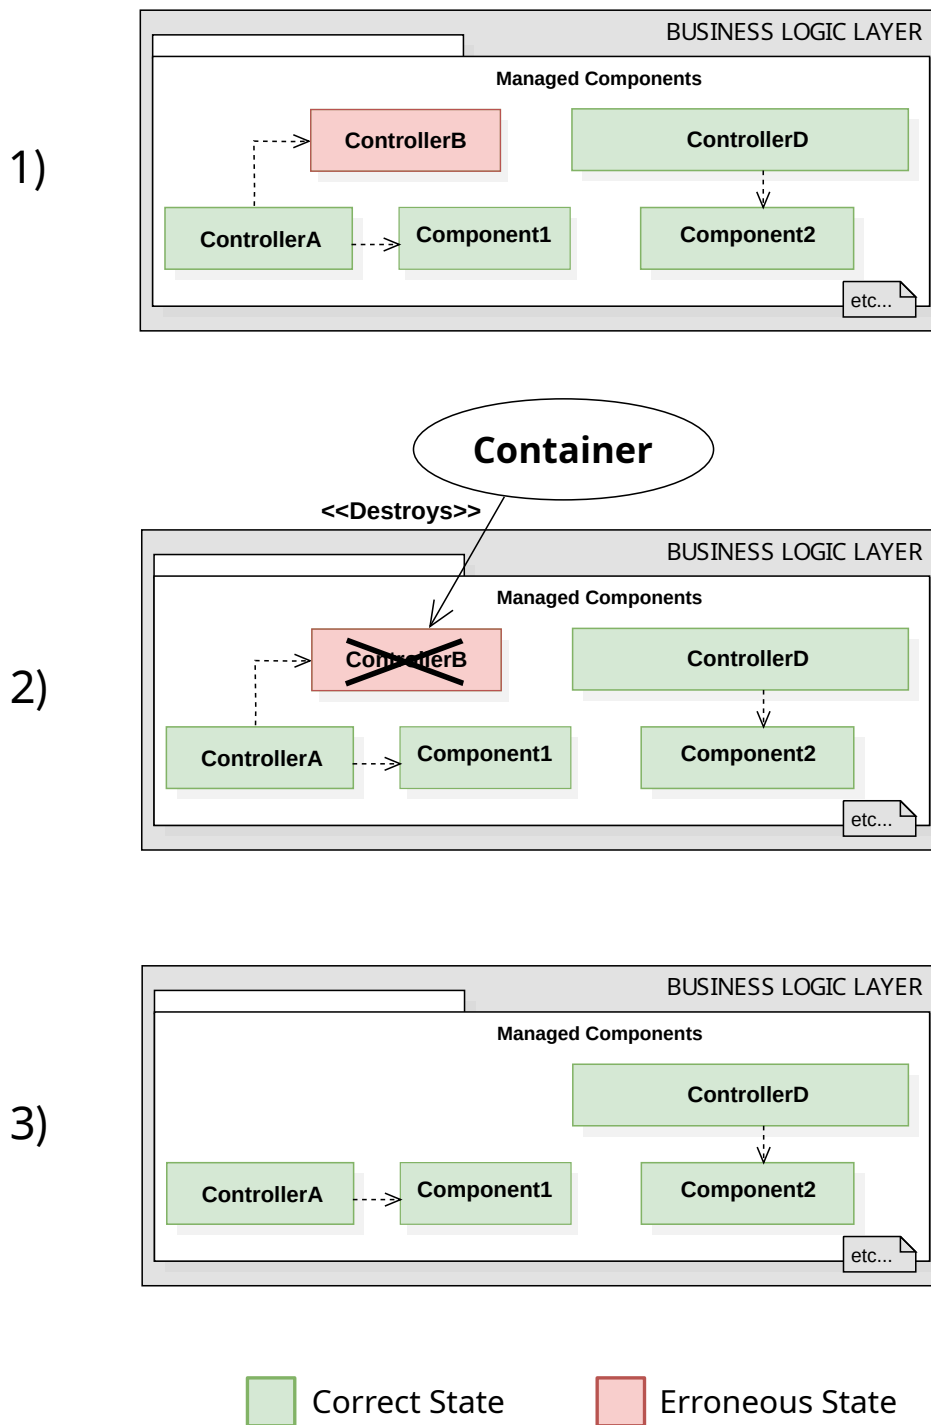 1)
BUSINESS LOGIC LAYER
Managed Components
ControllerB
ControllerD
ControllerA
Component1
Component2
etc...
Container
<<Destroys>>
2)
BUSINESS LOGIC LAYER
Managed Components
ControllerB
ControllerD
ControllerA
Component1
Component2
etc...
3)
BUSINESS LOGIC LAYER
Managed Components
ControllerD
ControllerA
Component1
Component2
etc...
Correct State
Erroneous State